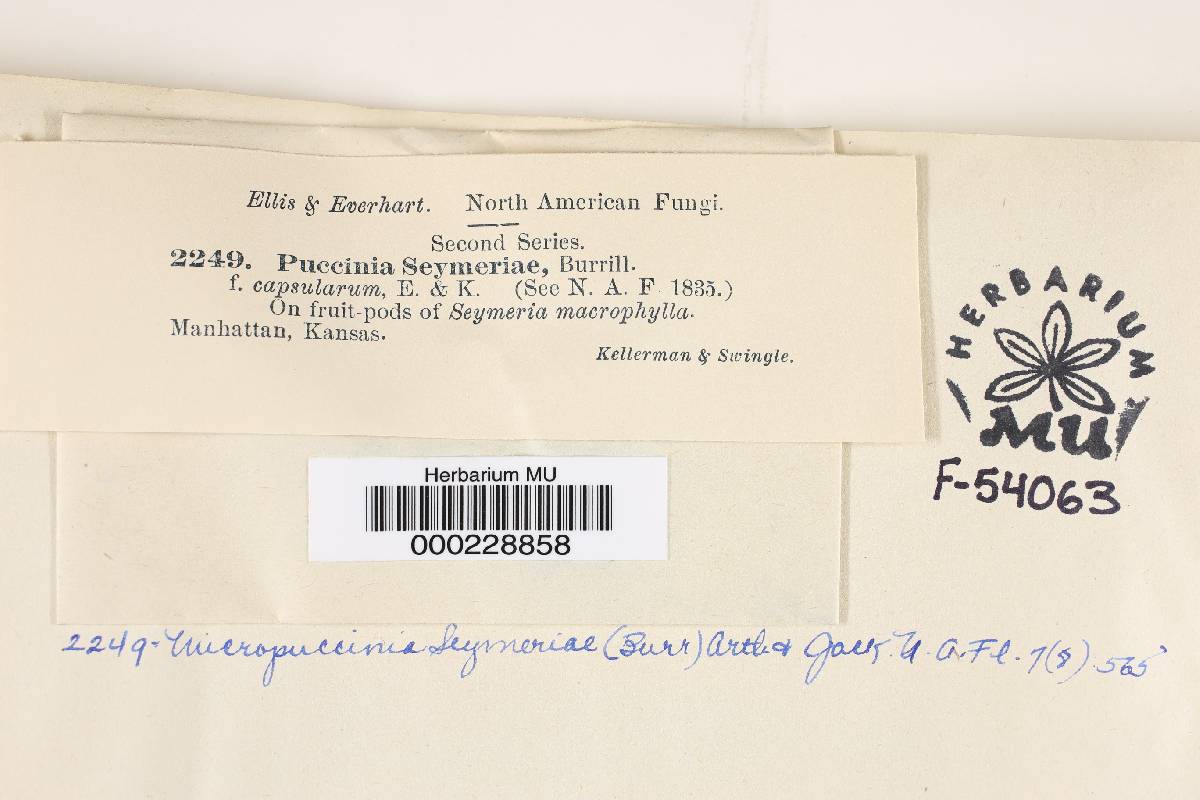 Ellis & Everhart. North American Fungi.
Second Series.
2249. Puccinia Seymeriae, Burrill.
f. capsularum, E. & K. (See N. A. F 1835.)
On fruit-pods of Seymeria macrophylla.
Manhattan, Kansas.
Kellerman & Swingle.
HERBARIUM
MU
F-54063
Herbarium MU
000228858
2249- Micropuccinia Seymeriae (Burr) Arth & Jack. N. A. Fl. 7(8) 565